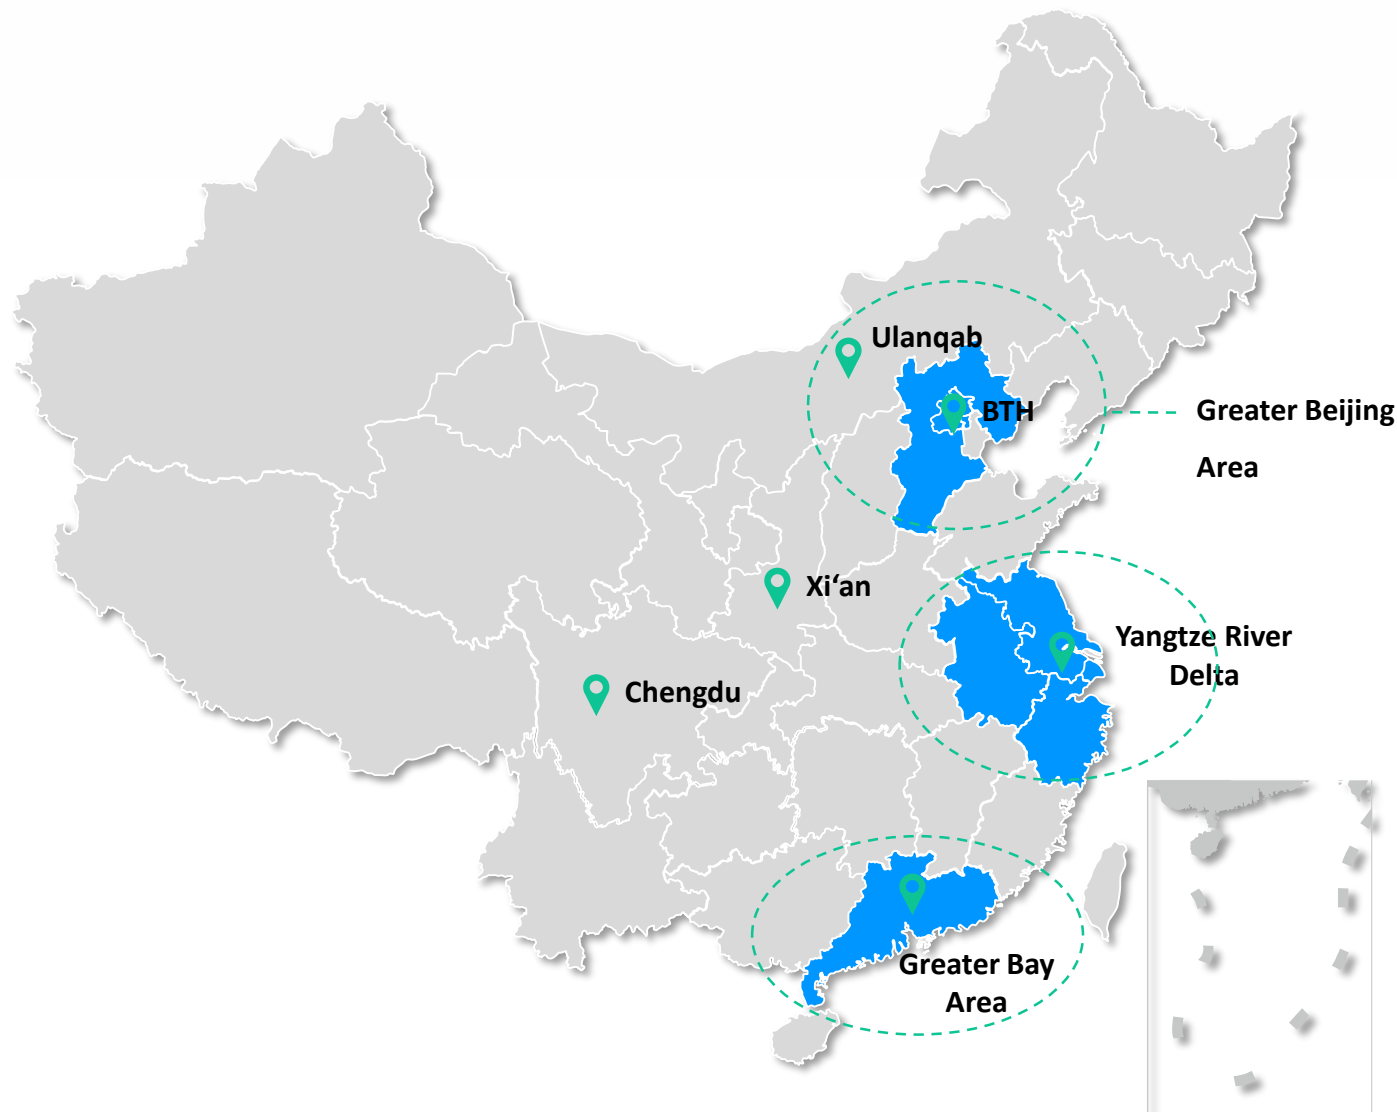 Ulanqab
BTH
Greater Beijing
Area
Xi‘an
Yangtze River
Delta
Chengdu
Greater Bay
Area